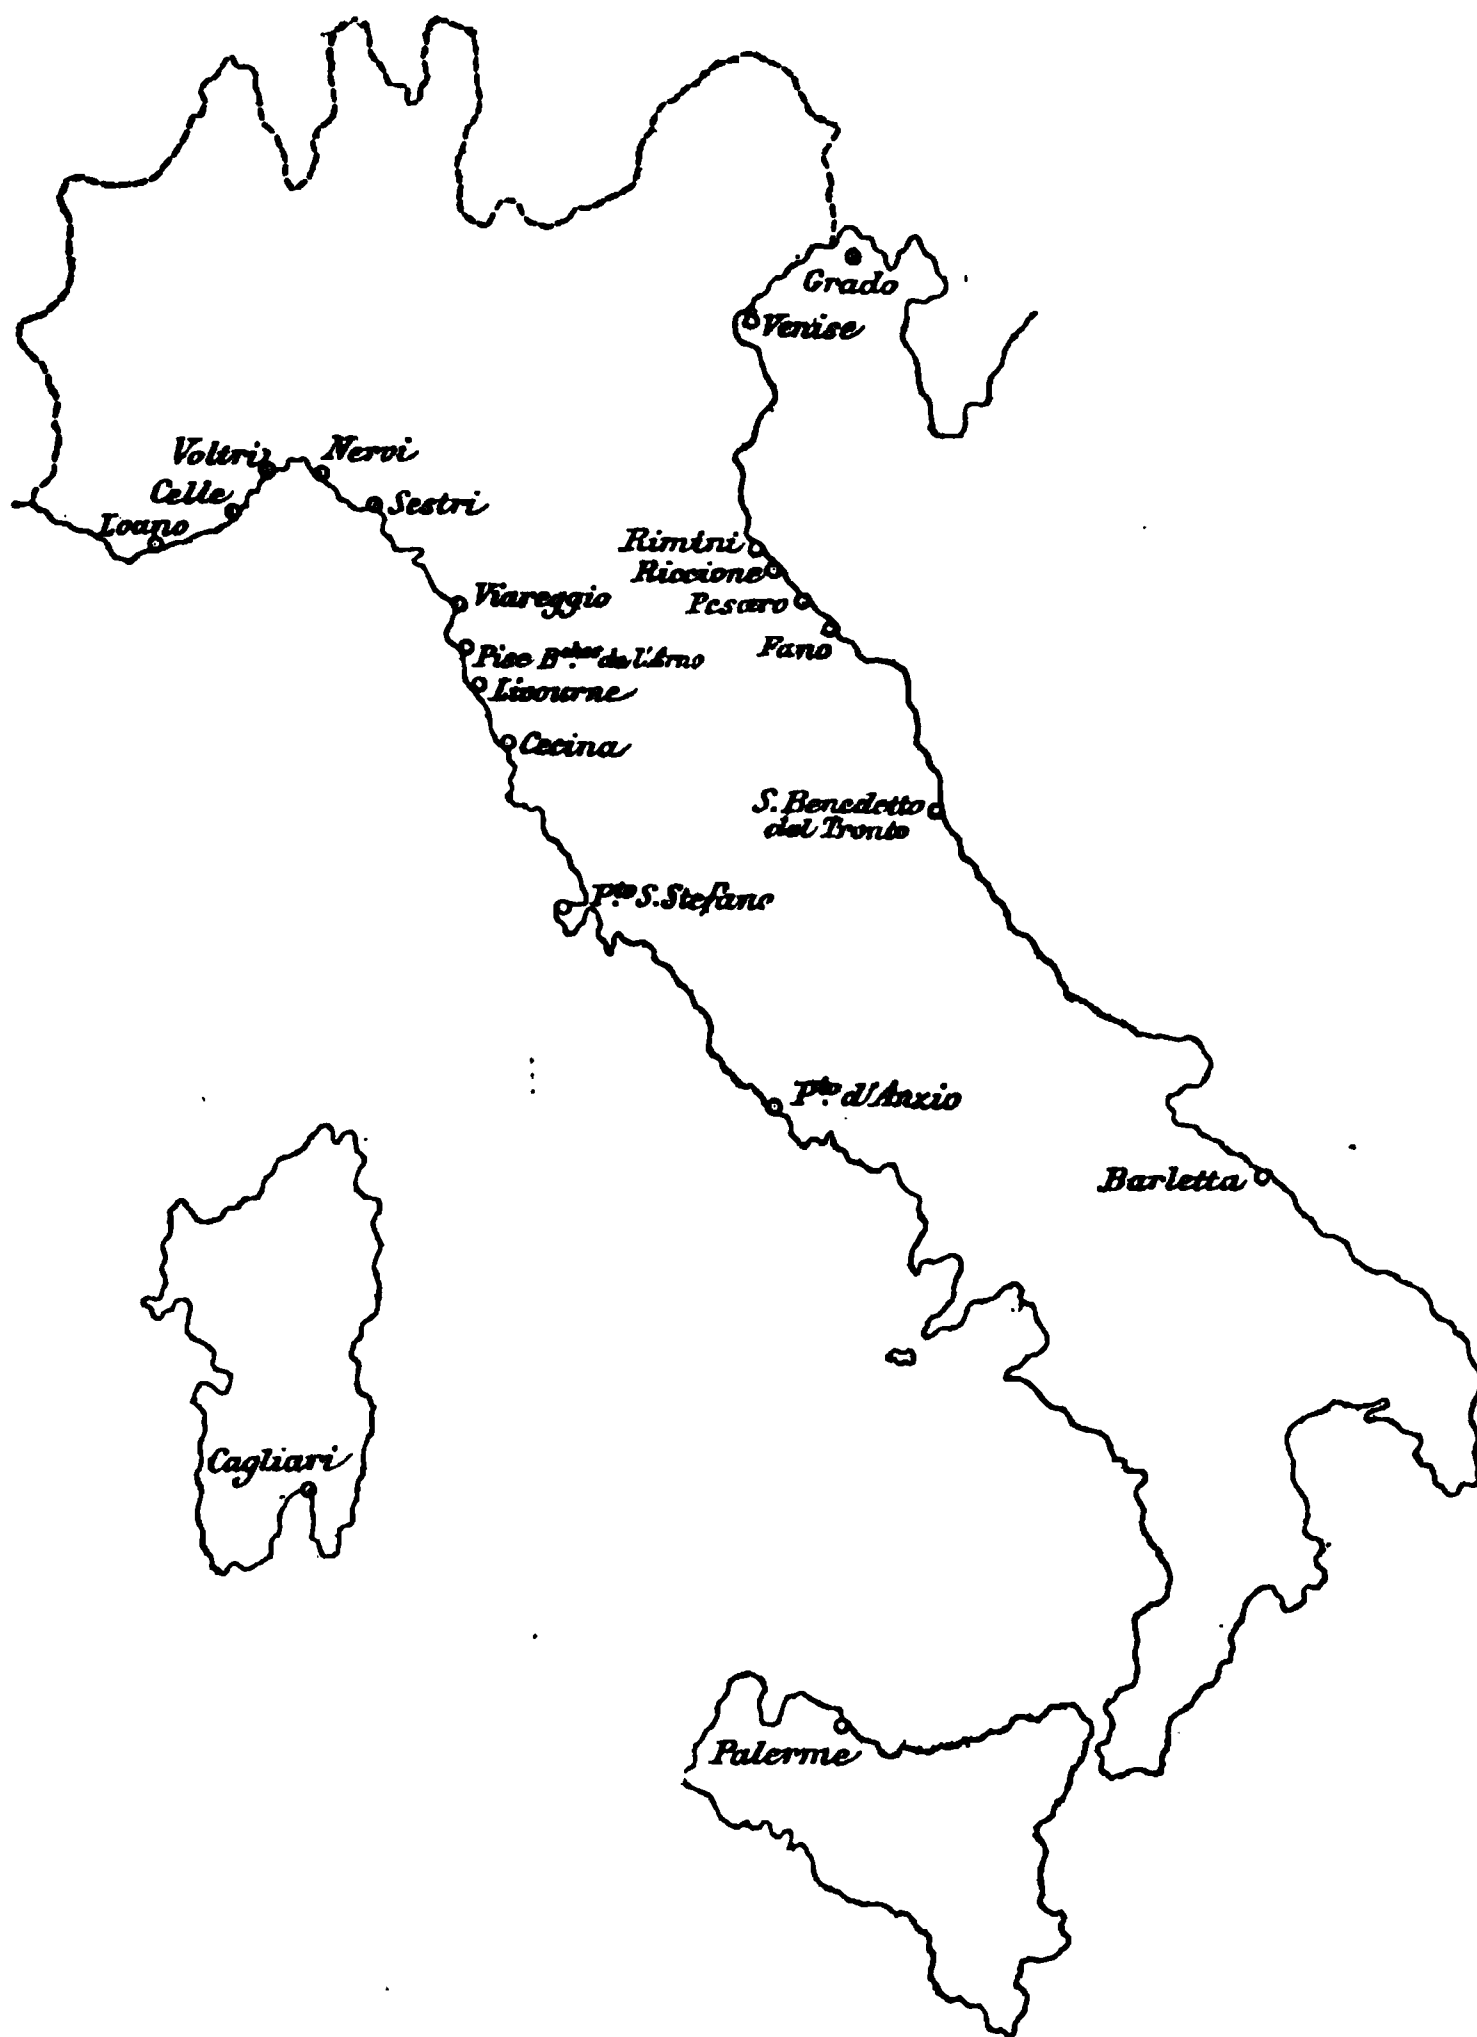 Grado
Venise
Voltri
Nervi
Celle
Sestri
Loano
Rimini
Riccione
Viareggio
Pesaro
Fano
Pise B.ches de l'Arno
Livourne
Cecina
S. Benedetto
del Tronto
P.to S. Stefano
P.to d'Anzio
Barletta
Cagliari
Palerme